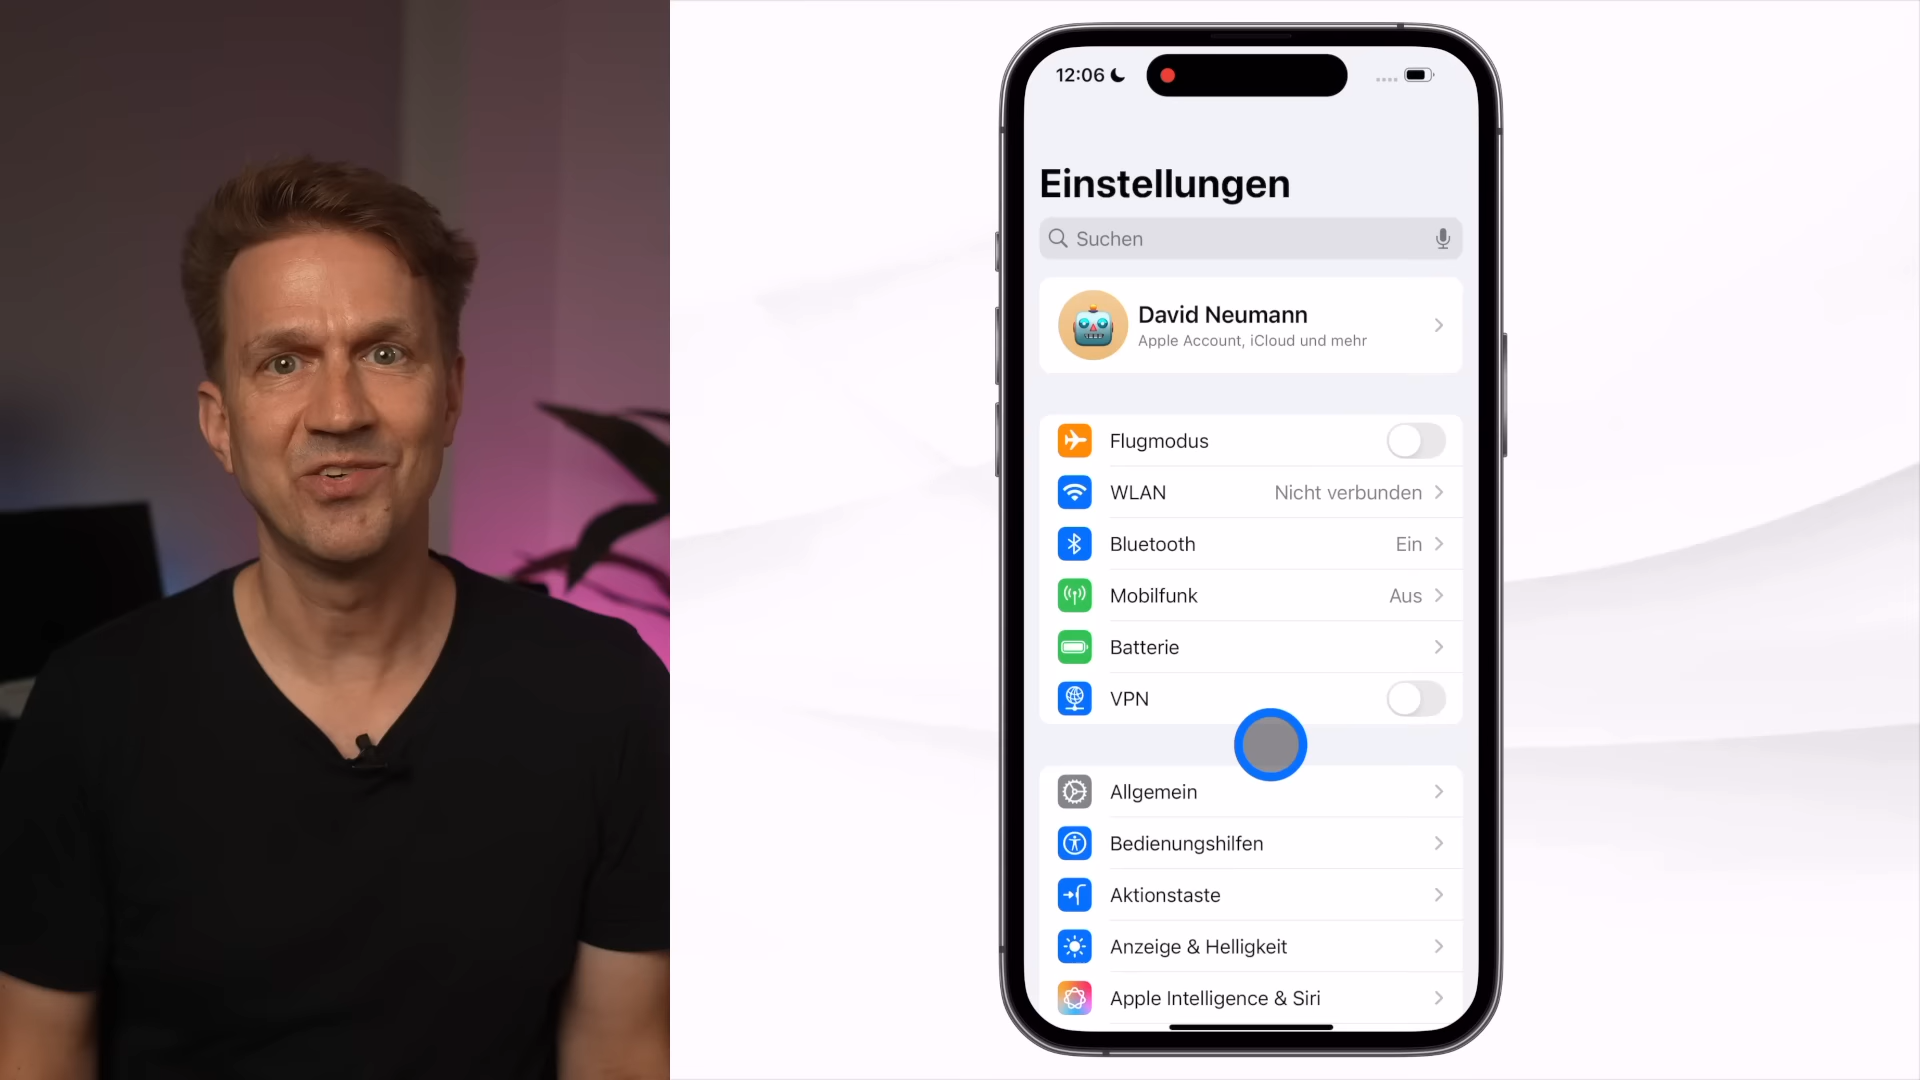 12:06
Einstellungen
Suchen
David Neumann
Apple Account, iCloud und mehr
Flugmodus
WLAN Nicht verbunden
Bluetooth Ein
Mobilfunk Aus
Batterie
VPN
Allgemein
Bedienungshilfen
Aktionstaste
Anzeige & Helligkeit
Apple Intelligence & Siri